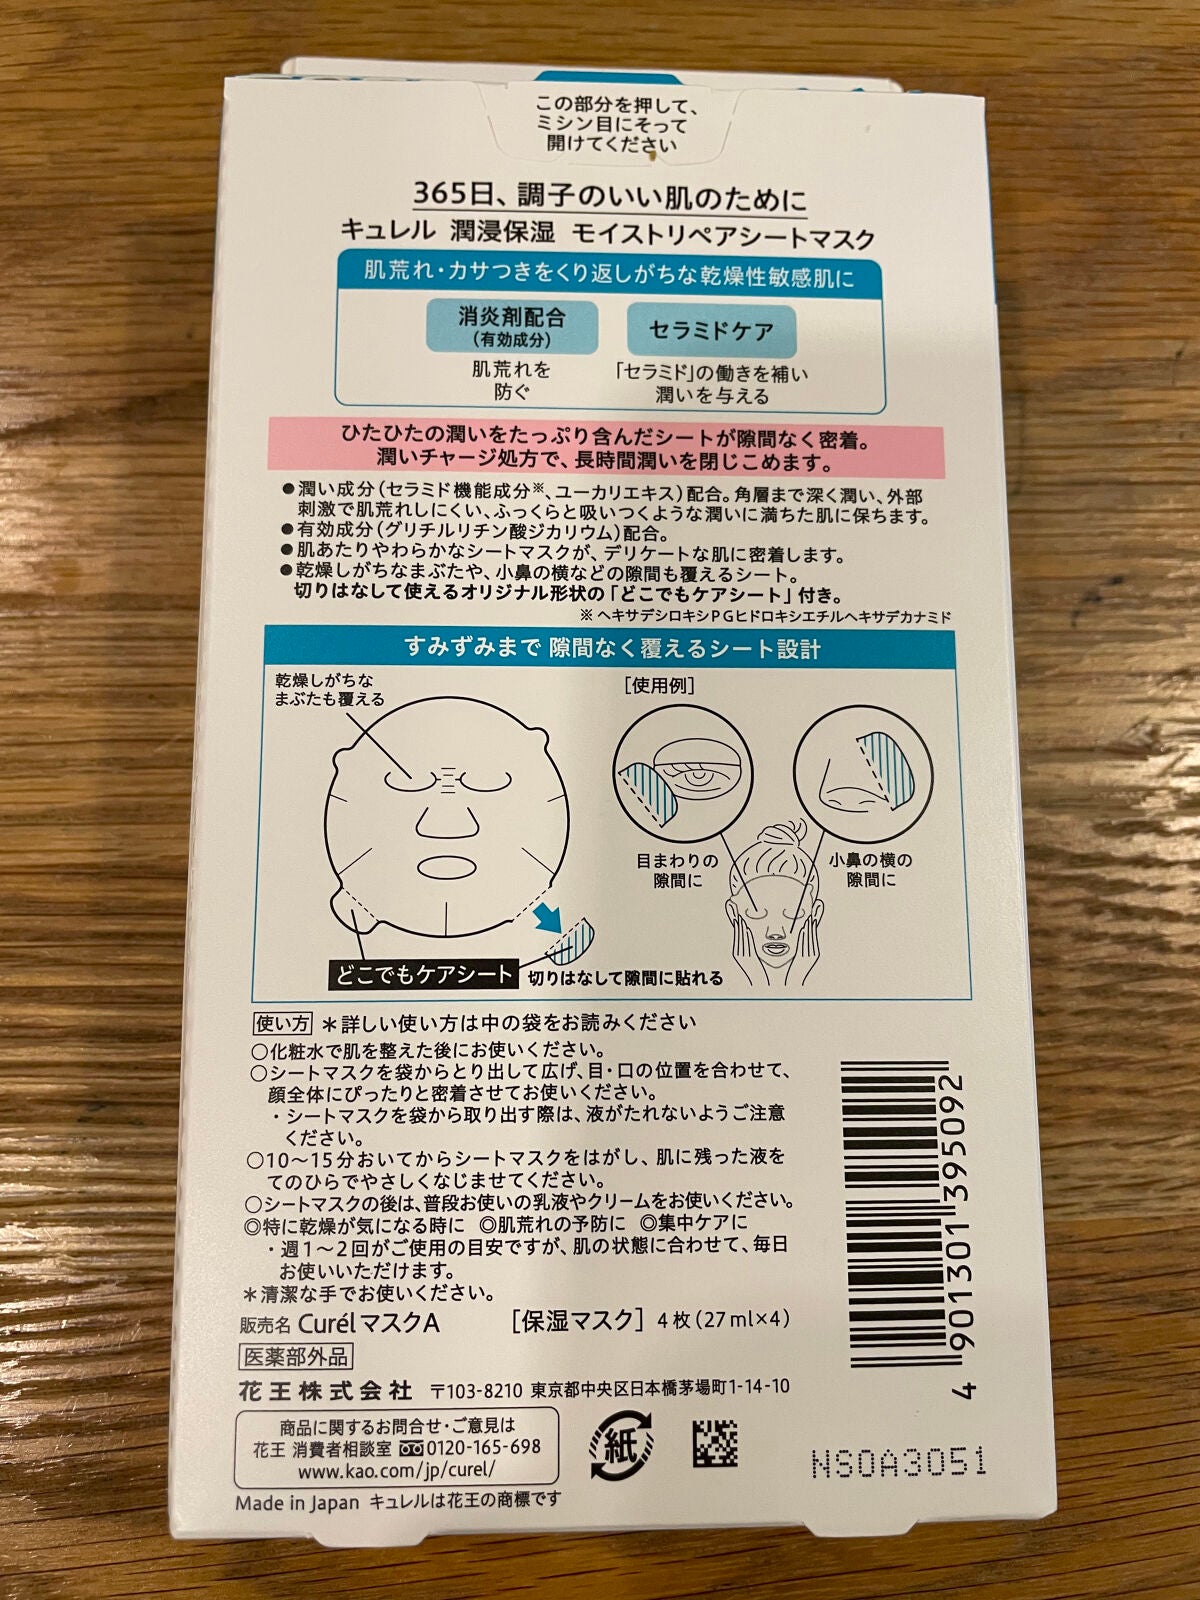 この部分を押して、
ミシン目にそって
開けてください
365日、調子のいい肌のために
キュレル 潤浸保湿 モイストリペアシートマスク
肌荒れ・カサつきをくり返しがちな乾燥性敏感肌に
消炎剤配合
(有効成分)
セラミドケア
肌荒れを
防ぐ
「セラミド」の働きを補い
潤いを与える
ひたひたの潤いをたっぷり含んだシートが隙間なく密着。
潤いチャージ処方で、長時間潤いを閉じこめます。
●潤い成分(セラミド機能成分※、ユーカリエキス)配合。角層まで深く潤い、外部
刺激で肌荒れしにくい、ふっくらと吸いつくような潤いに満ちた肌に保ちます。
●有効成分(グリチルリチン酸ジカリウム)配合。
●肌あたりやわらかなシートマスクが、デリケートな肌に密着します。
●乾燥しがちなまぶたや、小鼻の横などの隙間も覆えるシート。
切りはなして使えるオリジナル形状の「どこでもケアシート」付き。
※ ヘキサデシロキシPGヒドロキシエチルヘキサデカナミド
すみずみまで 隙間なく覆えるシート設計
乾燥しがちな
まぶたも覆える
[使用例]
目まわりの
隙間に
小鼻の横の
隙間に
どこでもケアシート 切りはなして隙間に貼れる
使い方 ＊詳しい使い方は中の袋をお読みください
○化粧水で肌を整えた後にお使いください。
○シートマスクを袋からとり出して広げ、目・口の位置を合わせて、
顔全体にぴったりと密着させてお使いください。
・シートマスクを袋から取り出す際は、液がたれないようご注意
ください。
○10〜15分おいてからシートマスクをはがし、肌に残った液を
てのひらでやさしくなじませてください。
○シートマスクの後は、普段お使いの乳液やクリームをお使いください。
◎特に乾燥が気になる時に ◎肌荒れの予防に ◎集中ケアに
・週1〜2回がご使用の目安ですが、肌の状態に合わせて、毎日
お使いいただけます。
＊清潔な手でお使いください。
販売名 CurélマスクA [保湿マスク] 4枚(27ml×4)
医薬部外品
花王株式会社 〒103-8210 東京都中央区日本橋茅場町1-14-10
商品に関するお問合せ・ご意見は
花王 消費者相談室 0120-165-698
www.kao.com/jp/curel/
Made in Japan キュレルは花王の商標です
紙
NS0A3051
4 901301 395092